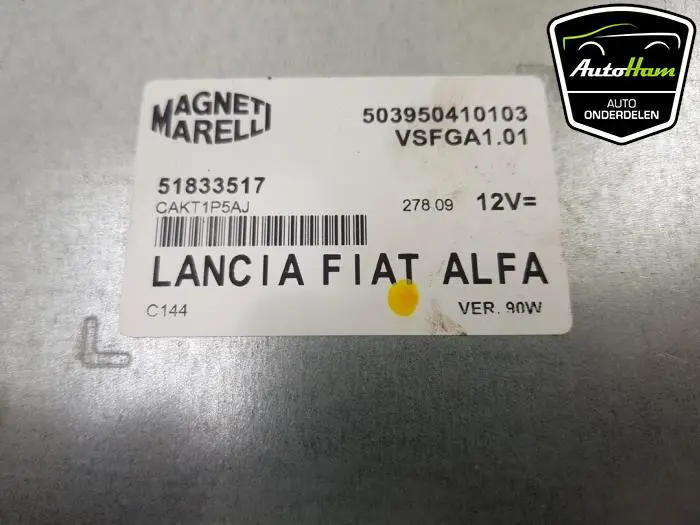 MAGNETI
MARELLI
503950410103
VSFGA1.01
51833517
CAKT1P5AJ
278 09
12V=
LANCIA FIAT ALFA
C144
VER. 90W
AutoHam
AUTO
ONDERDELEN